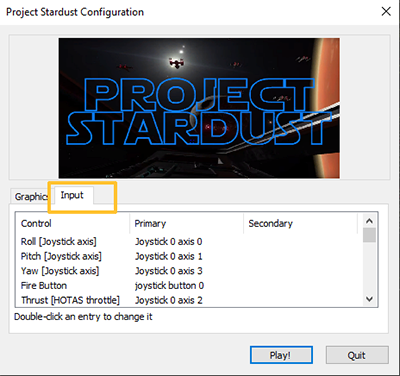 Project Stardust Configuration
PROJECT
STARDUST
Graphics Input
Control Primary Secondary
Roll [Joystick axis] Joystick 0 axis 0
Pitch [Joystick axis] Joystick 0 axis 1
Yaw [Joystick axis] Joystick 0 axis 3
Fire Button joystick button 0
Thrust [HOTAS throttle] Joystick 0 axis 2
Double-click an entry to change it
Play! Quit